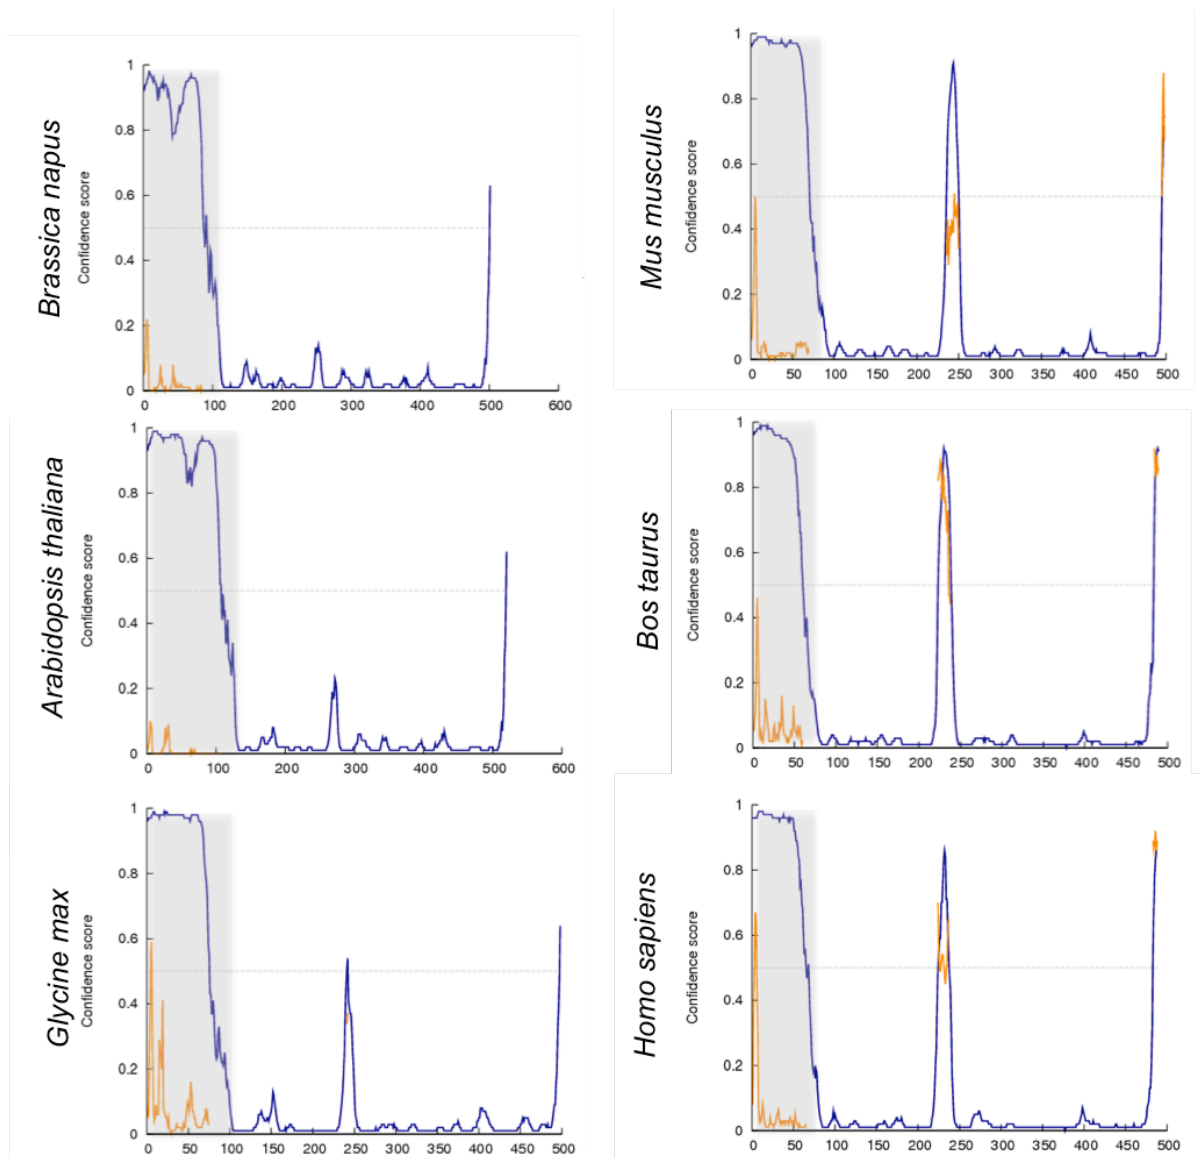 Brassica napus
Confidence score
1
0.8
0.6
0.4
0.2
0
0 100 200 300 400 500 600
Mus musculus
Confidence score
1
0.8
0.6
0.4
0.2
0
0 50 100 150 200 250 300 350 400 450 500
Arabidopsis thaliana
Confidence score
1
0.8
0.6
0.4
0.2
0
0 100 200 300 400 500 600
Bos taurus
Confidence score
1
0.8
0.6
0.4
0.2
0
0 50 100 150 200 250 300 350 400 450 500
Glycine max
Confidence score
1
0.8
0.6
0.4
0.2
0
0 50 100 150 200 250 300 350 400 450 500
Homo sapiens
Confidence score
1
0.8
0.6
0.4
0.2
0
0 50 100 150 200 250 300 350 400 450 500